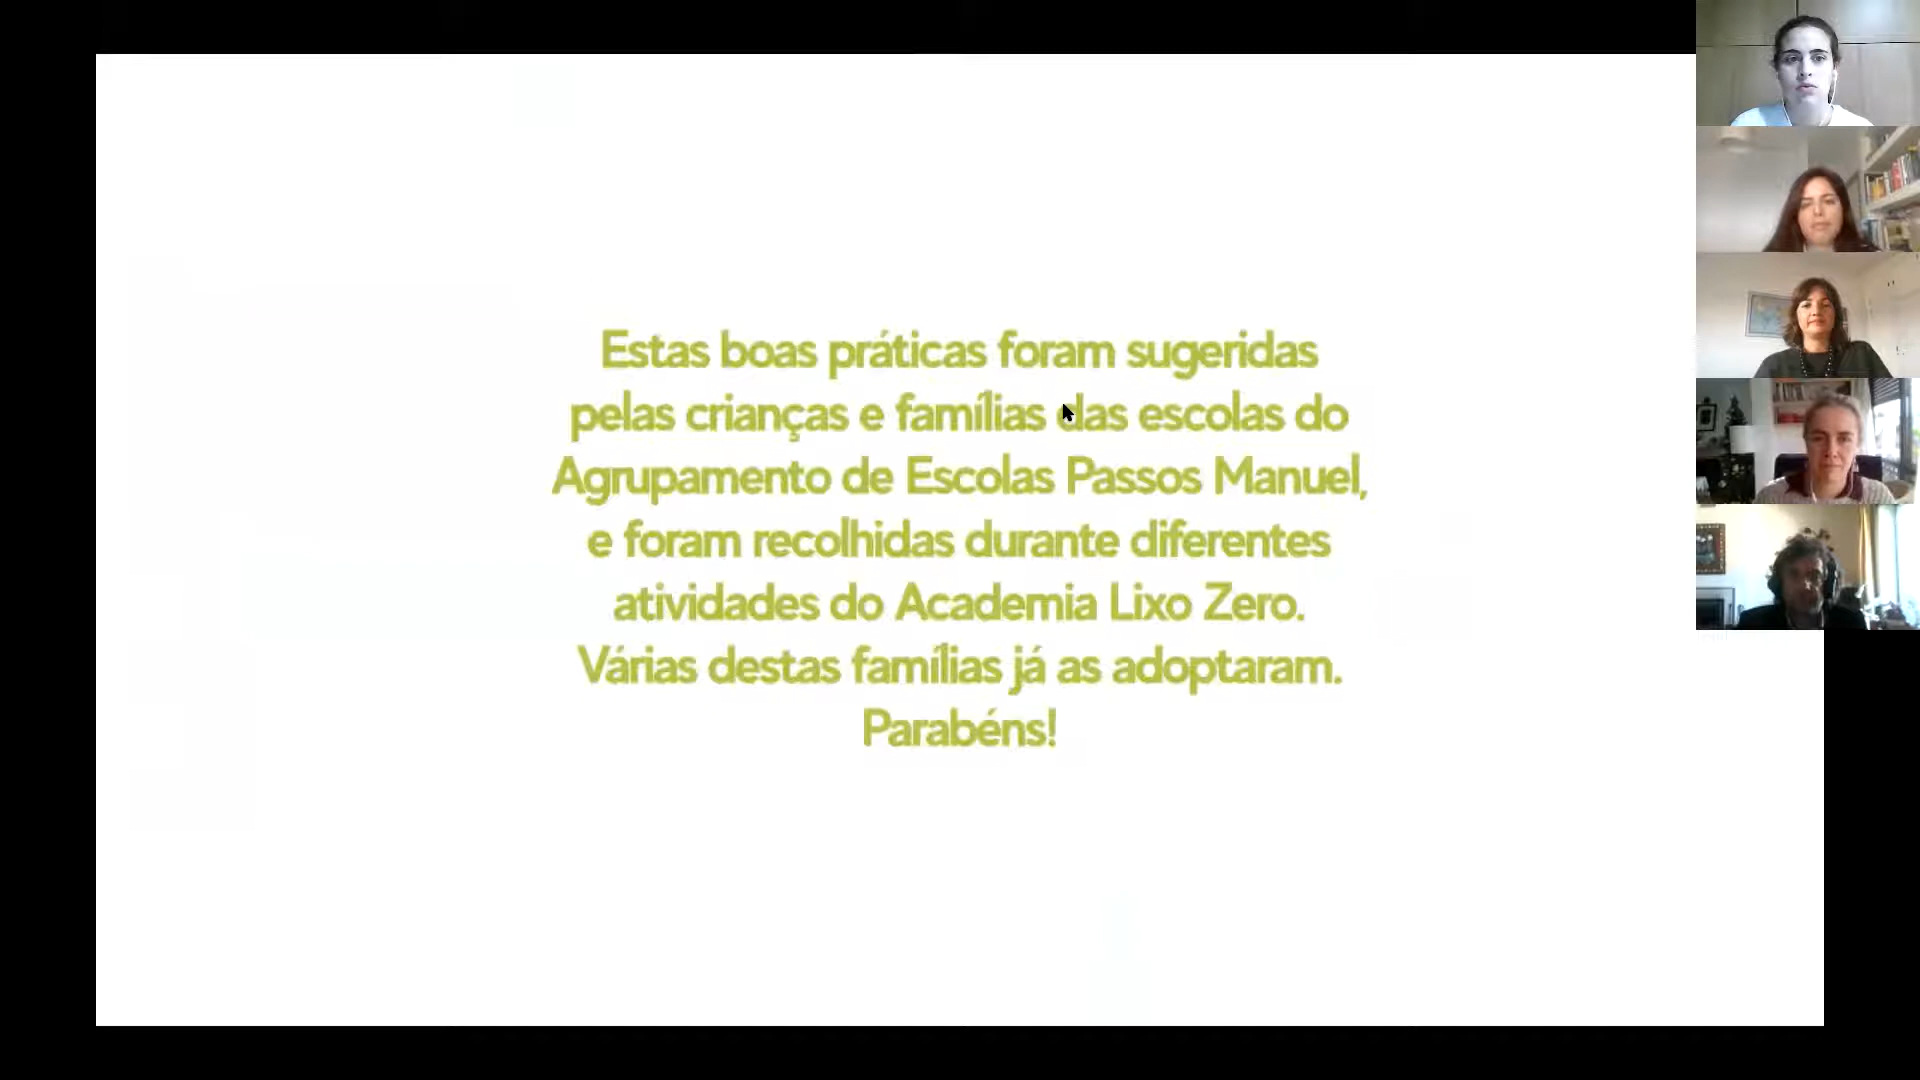 Estas boas práticas foram sugeridas
pelas crianças e famílias das escolas do
Agrupamento de Escolas Passos Manuel,
e foram recolhidas durante diferentes
atividades do Academia Lixo Zero.
Várias destas famílias já as adoptaram.
Parabéns!